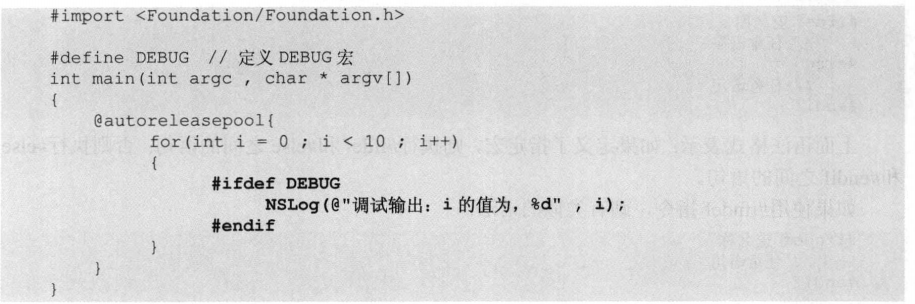 #import <Foundation/Foundation.h>
#define DEBUG // 定义 DEBUG 宏
int main(int argc , char * argv[])
{
@autoreleasepool{
for(int i = 0 ; i < 10 ; i++)
{
#ifdef DEBUG
NSLog(@"调试输出：i 的值为，%d" , i);
#endif
}
}
}